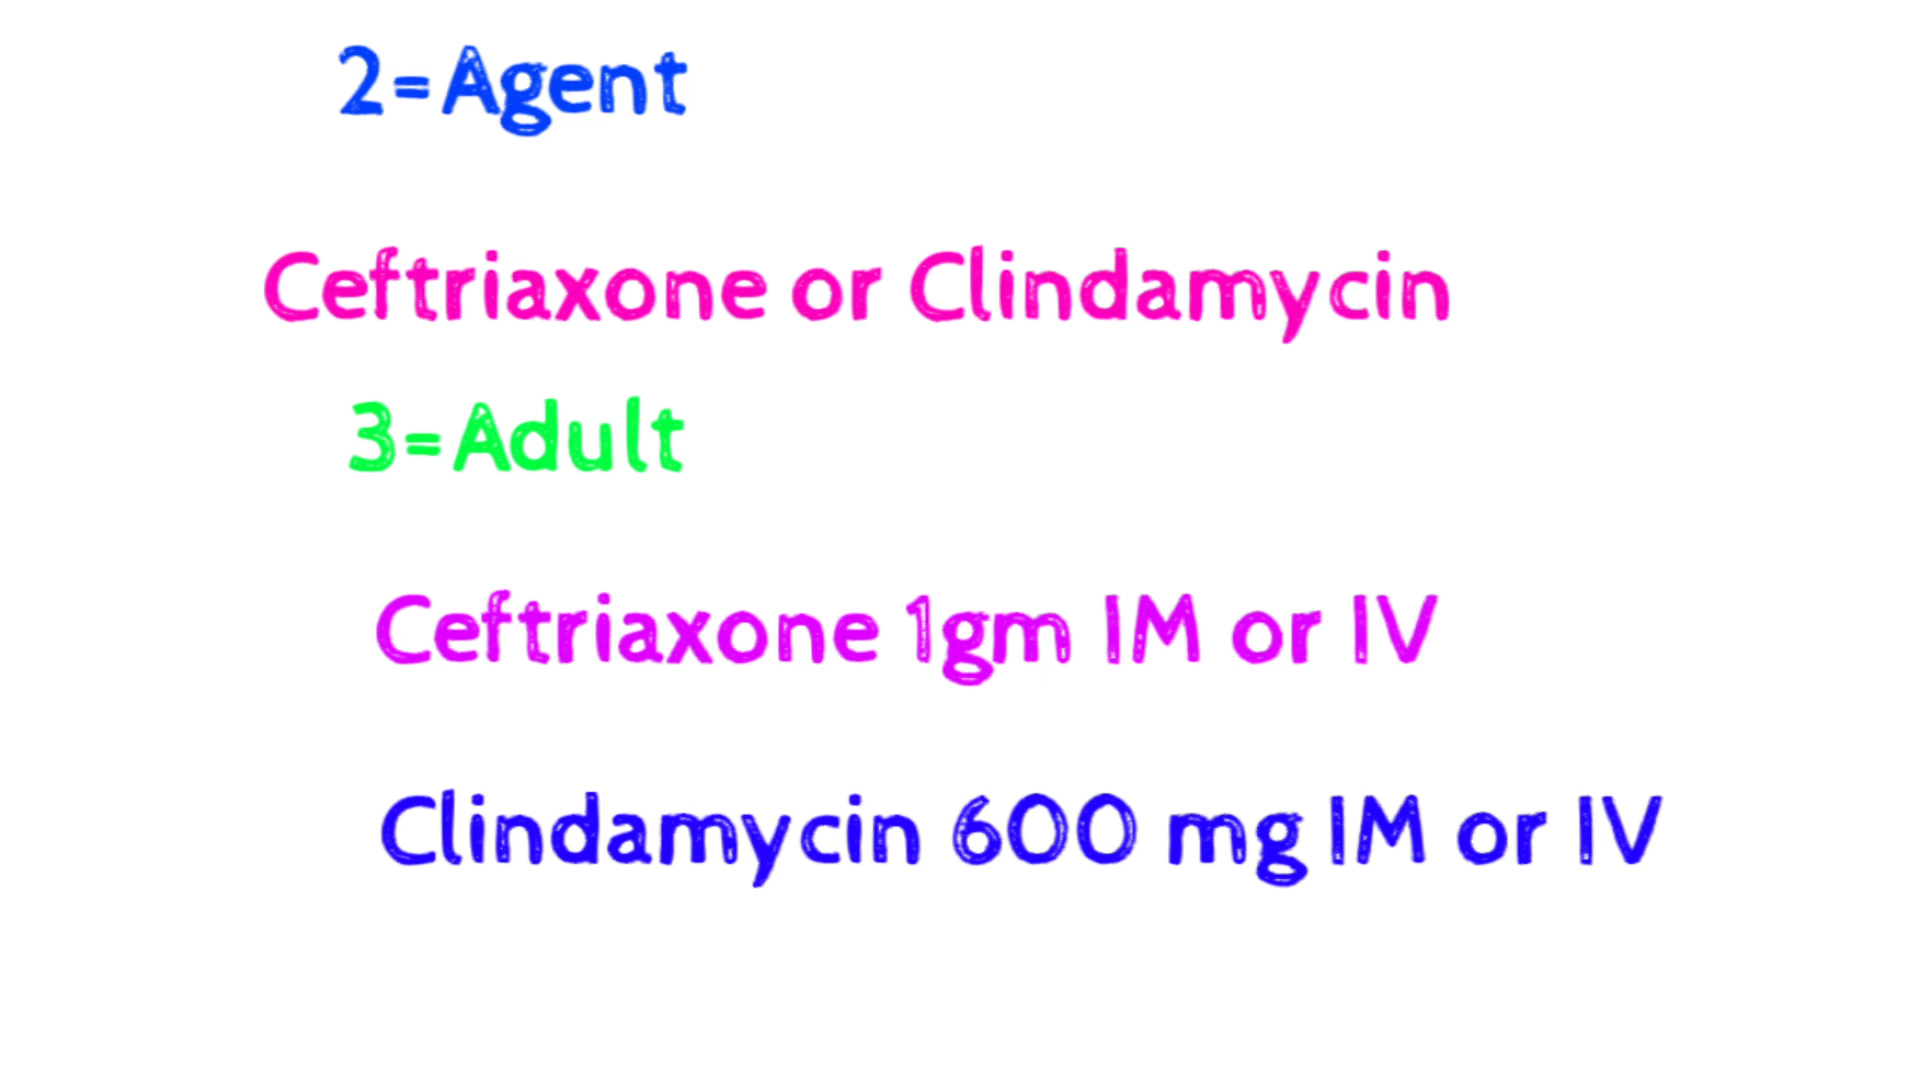 2=Agent
Ceftriaxone or Clindamycin
3=Adult
Ceftriaxone 1gm IM or IV
Clindamycin 600 mg IM or IV